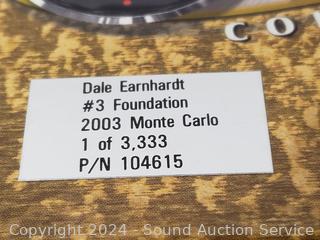 CO
Dale Earnhardt
#3 Foundation
2003 Monte Carlo
1 of 3,333
P/N 104615
Copyright 2024 - Sound Auction Service